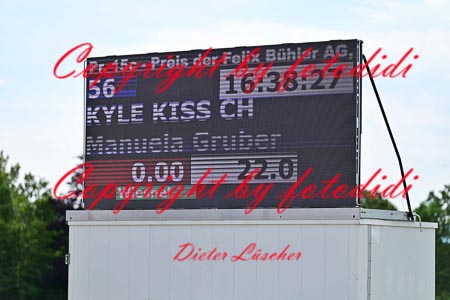 15 - Preis der Felix Bühler AG,
56 16:38:27
KYLE KISS CH
Manuela Gruber
0.00 22.0
Copyright by fotodidi
Copyright by fotodidi
Dieter Lüscher